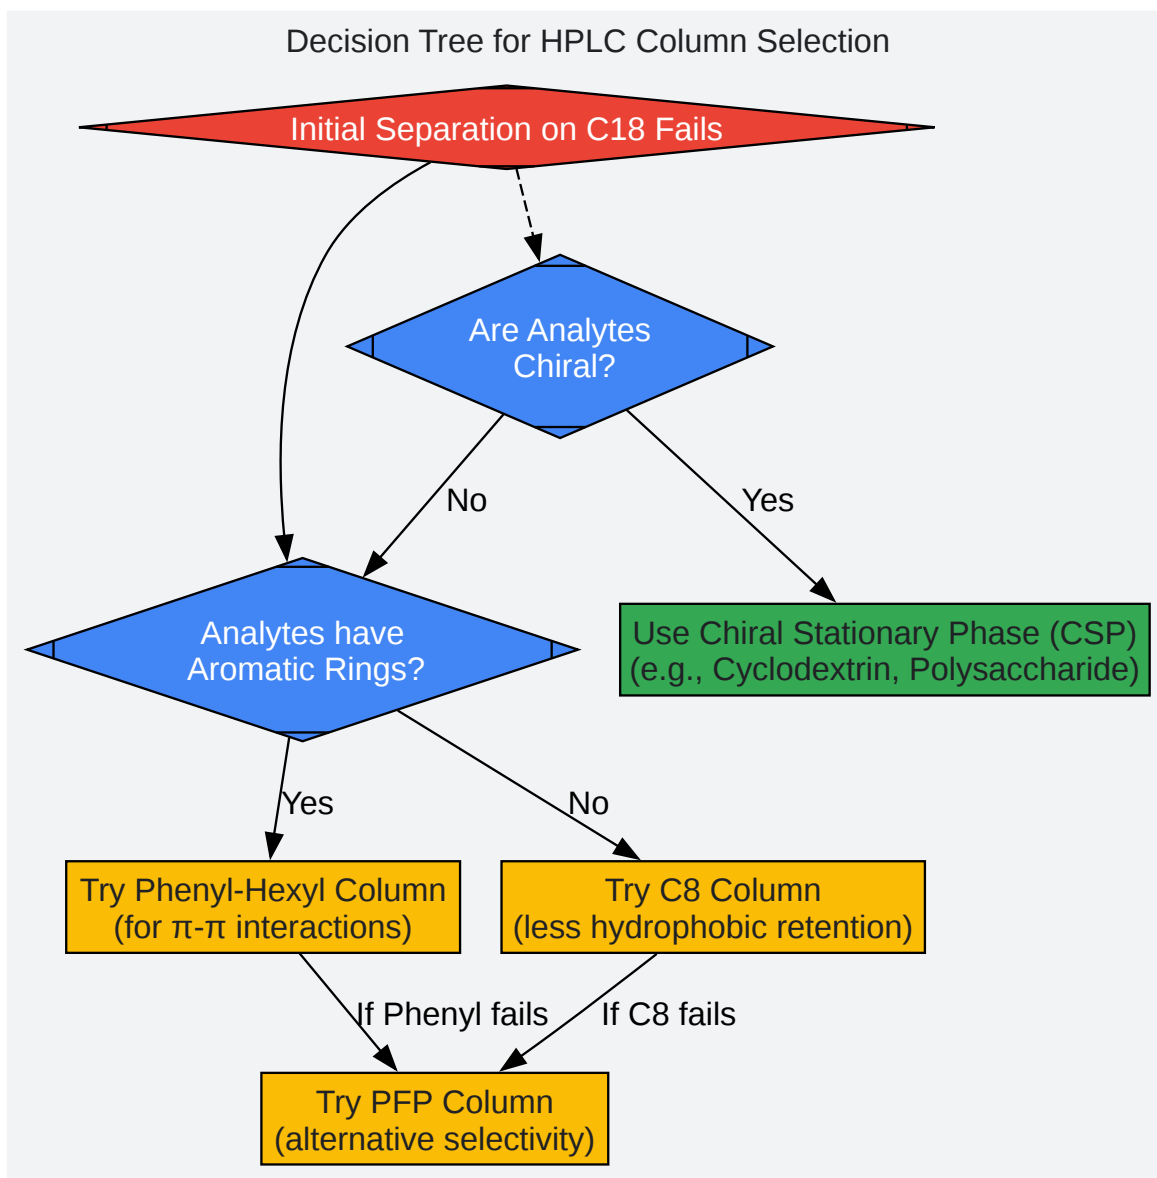 Decision Tree for HPLC Column Selection
Initial Separation on C18 Fails
Are Analytes
Chiral?
No
Yes
Analytes have
Aromatic Rings?
Use Chiral Stationary Phase (CSP)
(e.g., Cyclodextrin, Polysaccharide)
Yes
No
Try Phenyl-Hexyl Column
(for π-π interactions)
Try C8 Column
(less hydrophobic retention)
If Phenyl fails
If C8 fails
Try PFP Column
(alternative selectivity)